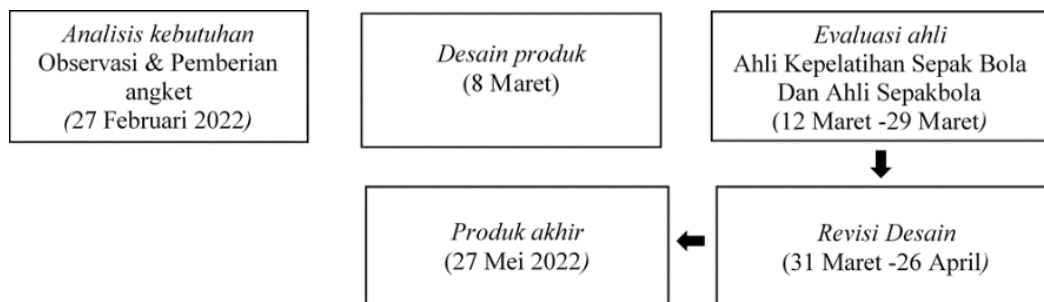 Analisis kebutuhan
Observasi & Pemberian
angket
(27 Februari 2022)
Desain produk
(8 Maret)
Evaluasi ahli
Ahli Kepelatihan Sepak Bola
Dan Ahli Sepakbola
(12 Maret -29 Maret)
Revisi Desain
(31 Maret -26 April)
Produk akhir
(27 Mei 2022)